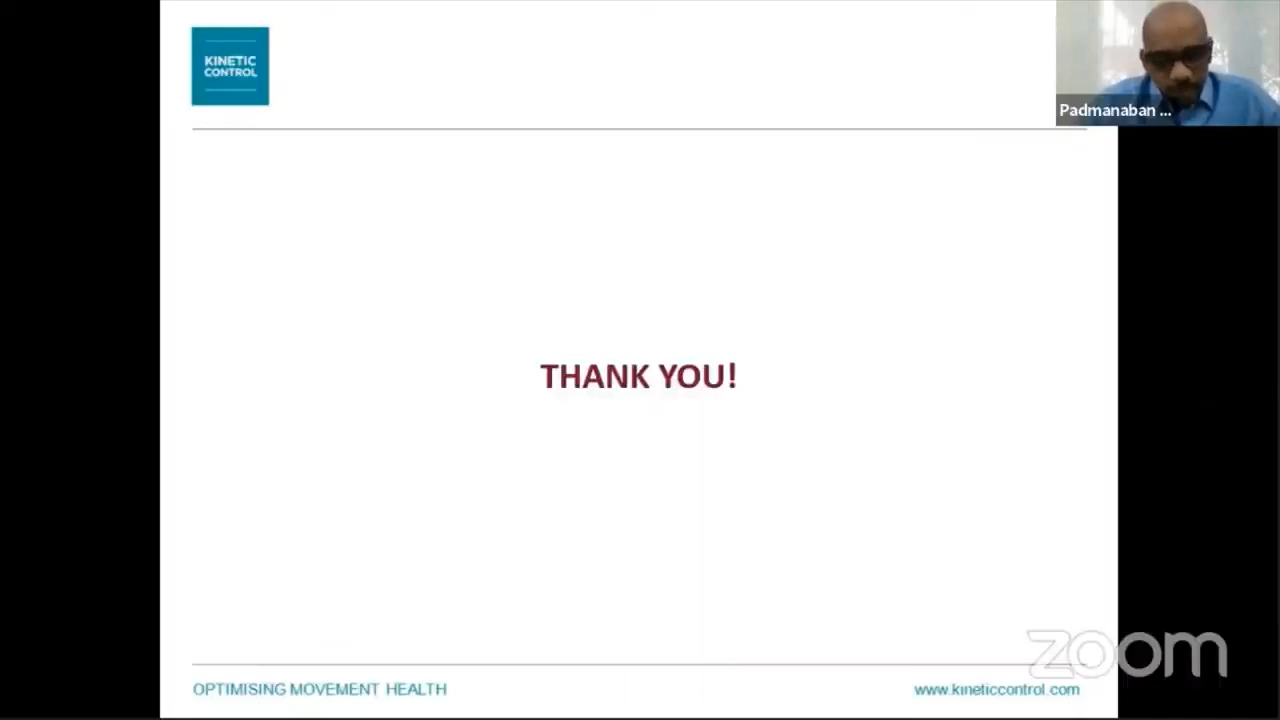 KINETIC
CONTROL
Padmanaban ...
THANK YOU!
zoom
OPTIMISING MOVEMENT HEALTH
www.kineticcontrol.com